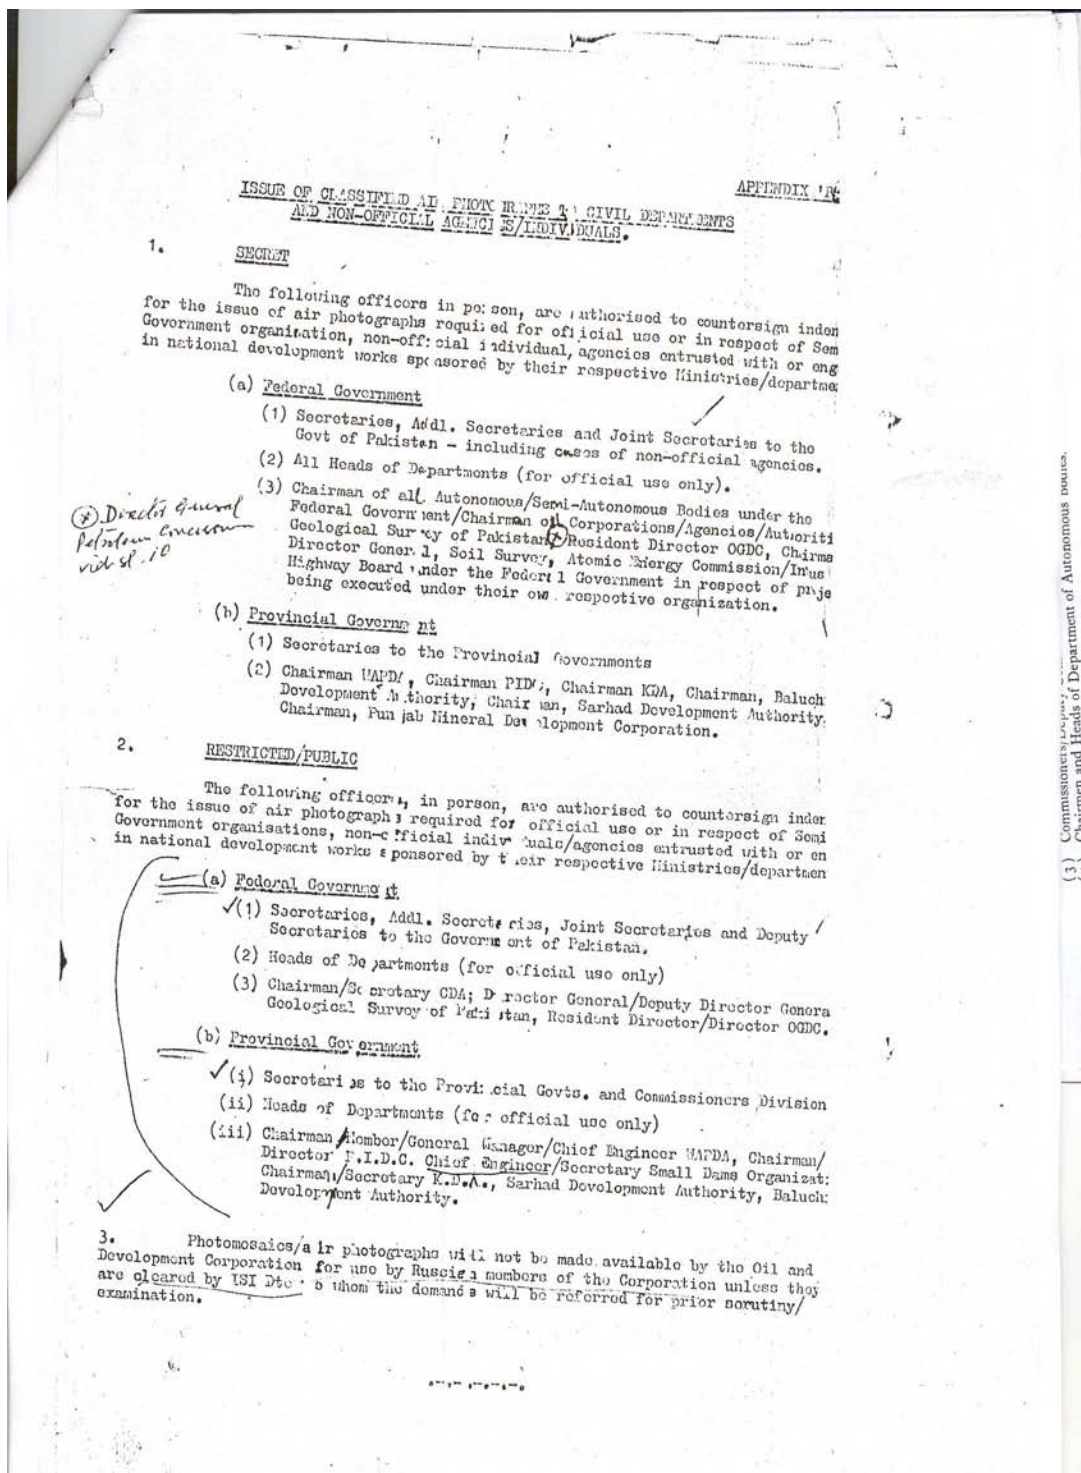 APPENDIX 'B'
ISSUE OF CLASSIFIED AIR PHOTOGRAPHS TO CIVIL DEPARTMENTS
AND NON-OFFICIAL AGENCIES/INDIVIDUALS.
1. SECRET
The following officers in person, are authorised to countersign inden
for the issue of air photographs required for official use or in respect of Sem
Government organisation, non-official individual, agencies entrusted with or eng
in national development works sponsored by their respective Ministries/departme
(a) Federal Government
(1) Secretaries, Addl. Secretaries and Joint Secretaries to the
Govt of Pakistan - including cases of non-official agencies.
(2) All Heads of Departments (for official use only).
(3) Chairman of all Autonomous/Semi-Autonomous Bodies under the
Federal Government/Chairman of Corporations/Agencies/Authoriti
Geological Survey of Pakistan Resident Director OGDC, Chairma
Director General, Soil Survey, Atomic Energy Commission/Indus
Highway Board under the Federal Government in respect of proje
being executed under their own respective organization.
Director General
Petroleum Concession
vide sl. 10
(b) Provincial Government
(1) Secretaries to the Provincial Governments
(2) Chairman WAPDA, Chairman PIDC, Chairman KDA, Chairman, Baluch
Development Authority, Chairman, Sarhad Development Authority
Chairman, Punjab Mineral Development Corporation.
2. RESTRICTED/PUBLIC
The following officers, in person, are authorised to countersign inden
for the issue of air photographs required for official use or in respect of Semi
Government organisations, non-official individuals/agencies entrusted with or en
in national development works sponsored by their respective Ministries/departmen
(a) Federal Government
(1) Secretaries, Addl. Secretaries, Joint Secretaries and Deputy
Secretaries to the Government of Pakistan.
(2) Heads of Departments (for official use only)
(3) Chairman/Secretary CDA; Director General/Deputy Director Genera
Geological Survey of Pakistan, Resident Director/Director OGDC.
(b) Provincial Government
(i) Secretaries to the Provincial Govts. and Commissioners Division
(ii) Heads of Departments (for official use only)
(iii) Chairman/Member/General Manager/Chief Engineer WAPDA, Chairman/
Director P.I.D.C. Chief Engineer/Secretary Small Dams Organizat
Chairman/Secretary K.D.A., Sarhad Development Authority, Baluch
Development Authority.
3. Photomosaics/air photographs will not be made available by the Oil and
Development Corporation for use by Russian members of the Corporation unless they
are cleared by ISI Dte to whom the demands will be referred for prior scrutiny/
examination.
(3) Commissioners/Deputy
Chairmen and Heads of Department of Autonomous Bodies.